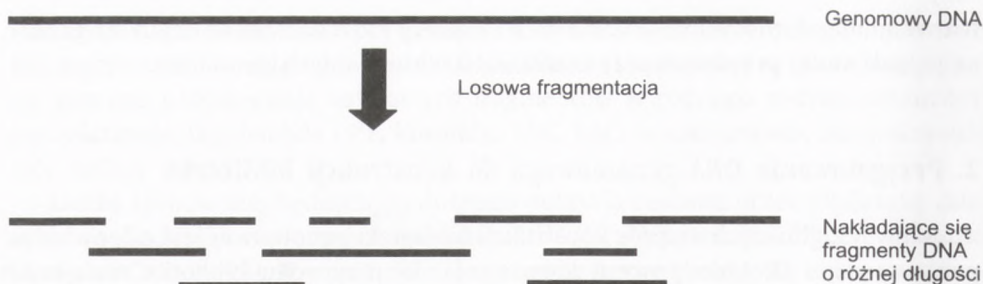 Genomowy DNA
Losowa fragmentacja
Nakładające się
fragmenty DNA
o różnej długości